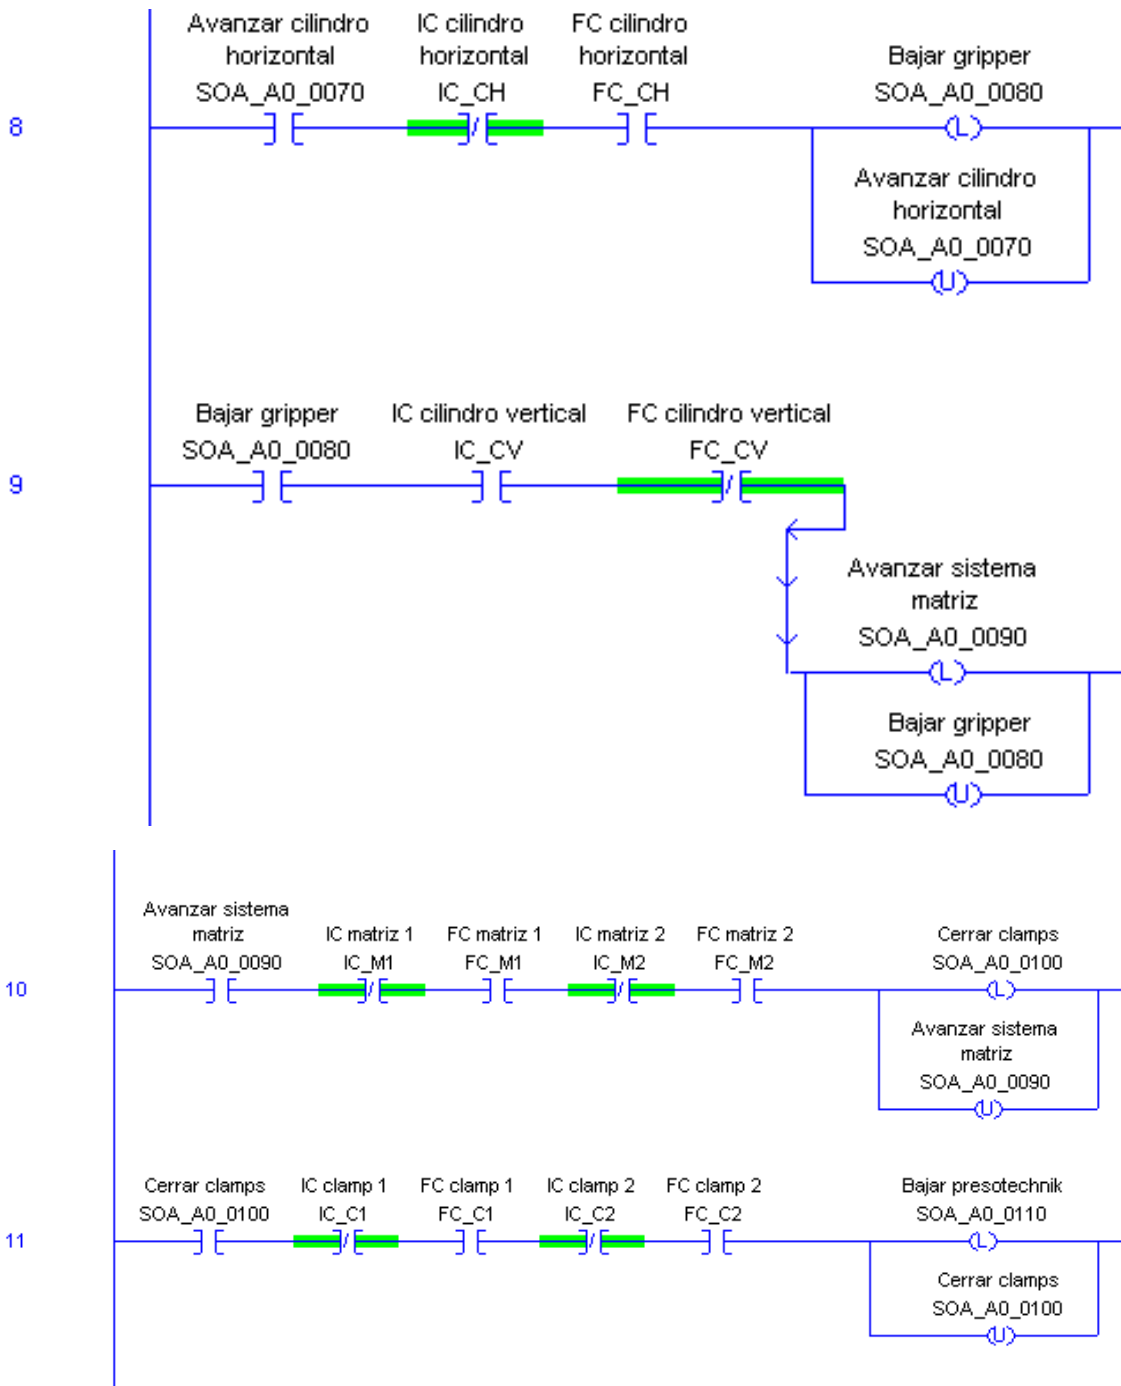 Avanzar cilindro
horizontal
SOA_A0_0070
IC cilindro
horizontal
IC_CH
FC cilindro
horizontal
FC_CH
Bajar gripper
SOA_A0_0080
8
L
Avanzar cilindro
horizontal
SOA_A0_0070
U
Bajar gripper
SOA_A0_0080
IC cilindro vertical
IC_CV
FC cilindro vertical
FC_CV
9
Avanzar sistema
matriz
SOA_A0_0090
L
Bajar gripper
SOA_A0_0080
U
Avanzar sistema
matriz
SOA_A0_0090
IC matriz 1
IC_M1
FC matriz 1
FC_M1
IC matriz 2
IC_M2
FC matriz 2
FC_M2
Cerrar clamps
SOA_A0_0100
10
L
Avanzar sistema
matriz
SOA_A0_0090
U
Cerrar clamps
SOA_A0_0100
IC clamp 1
IC_C1
FC clamp 1
FC_C1
IC clamp 2
IC_C2
FC clamp 2
FC_C2
Bajar presotechnik
SOA_A0_0110
11
L
Cerrar clamps
SOA_A0_0100
U